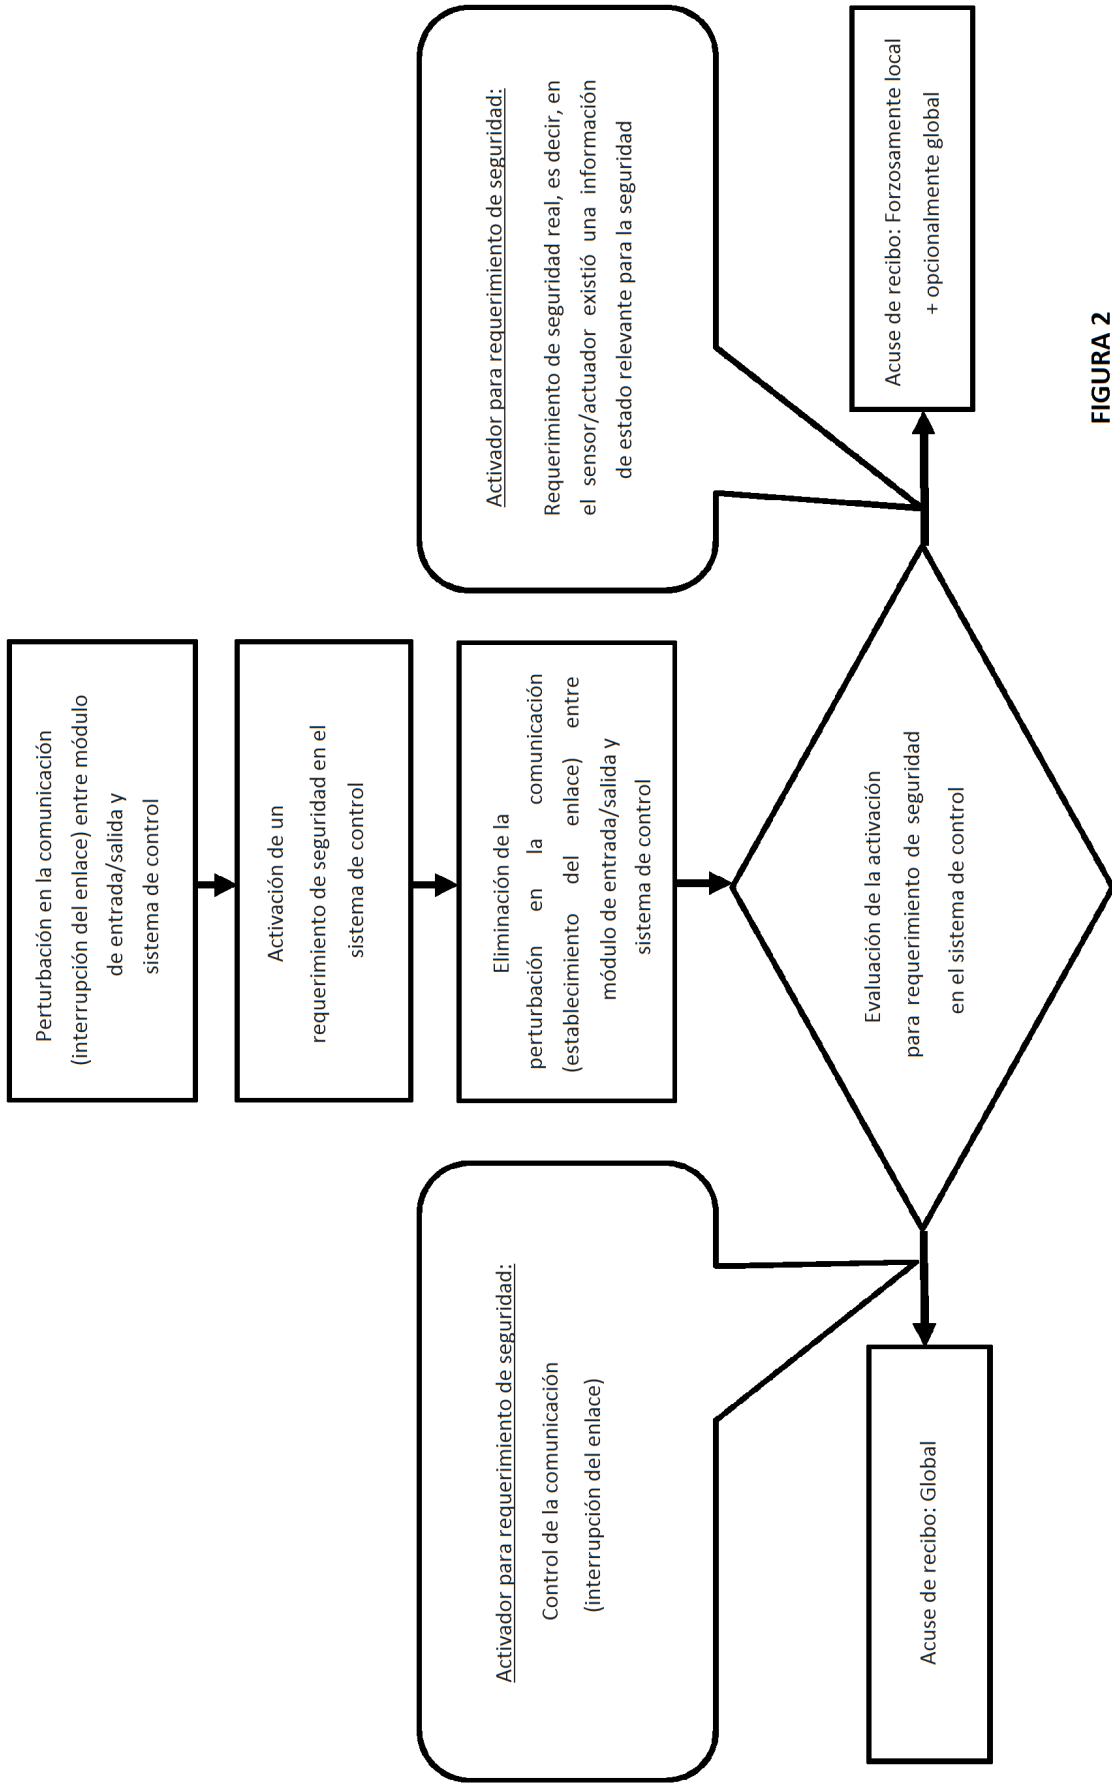 Perturbación en la comunicación
(interrupción del enlace) entre módulo
de entrada/salida y
sistema de control
Activación de un
requerimiento de seguridad en el
sistema de control
Eliminación de la
perturbación en la comunicación
(establecimiento del enlace) entre
módulo de entrada/salida y
sistema de control
Activador para requerimiento de seguridad:
Control de la comunicación
(interrupción del enlace)
Activador para requerimiento de seguridad:
Requerimiento de seguridad real, es decir, en
el sensor/actuador existió una información
de estado relevante para la seguridad
Evaluación de la activación
para requerimiento de seguridad
en el sistema de control
Acuse de recibo: Global
Acuse de recibo: Forzosamente local
+ opcionalmente global
FIGURA 2